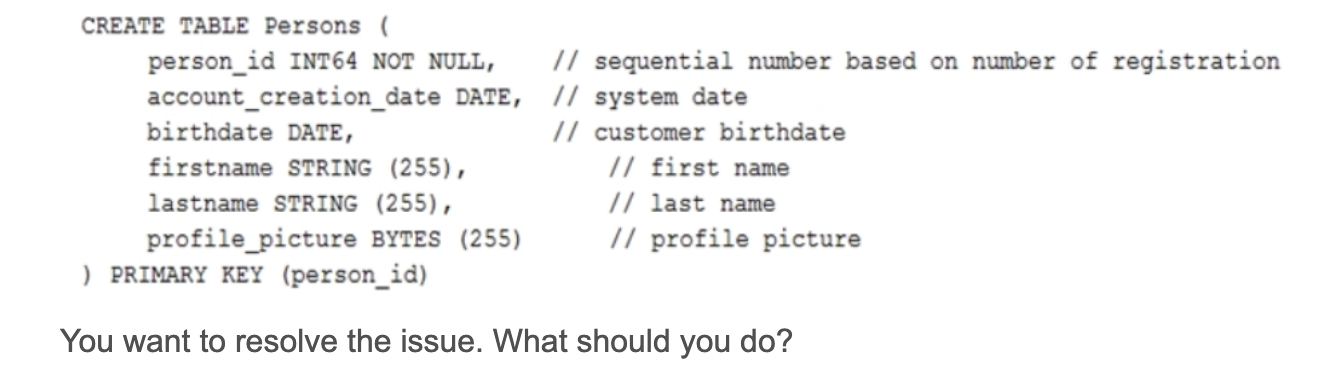 CREATE TABLE Persons (
person_id INT64 NOT NULL, // sequential number based on number of registration
account_creation_date DATE, // system date
birthdate DATE, // customer birthdate
firstname STRING (255), // first name
lastname STRING (255), // last name
profile_picture BYTES (255) // profile picture
) PRIMARY KEY (person_id)
You want to resolve the issue. What should you do?